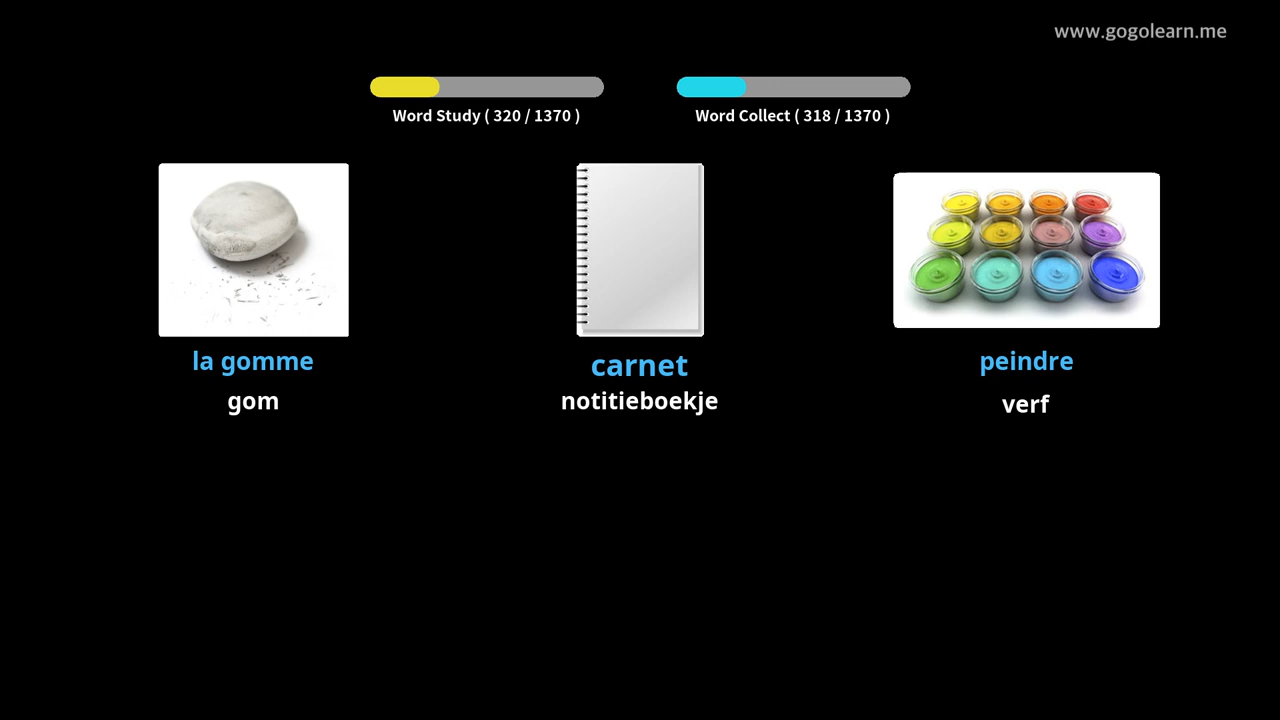 www.gogolearn.me
Word Study ( 320 / 1370 )
Word Collect ( 318 / 1370 )
la gomme
gom
carnet
notitieboekje
peindre
verf